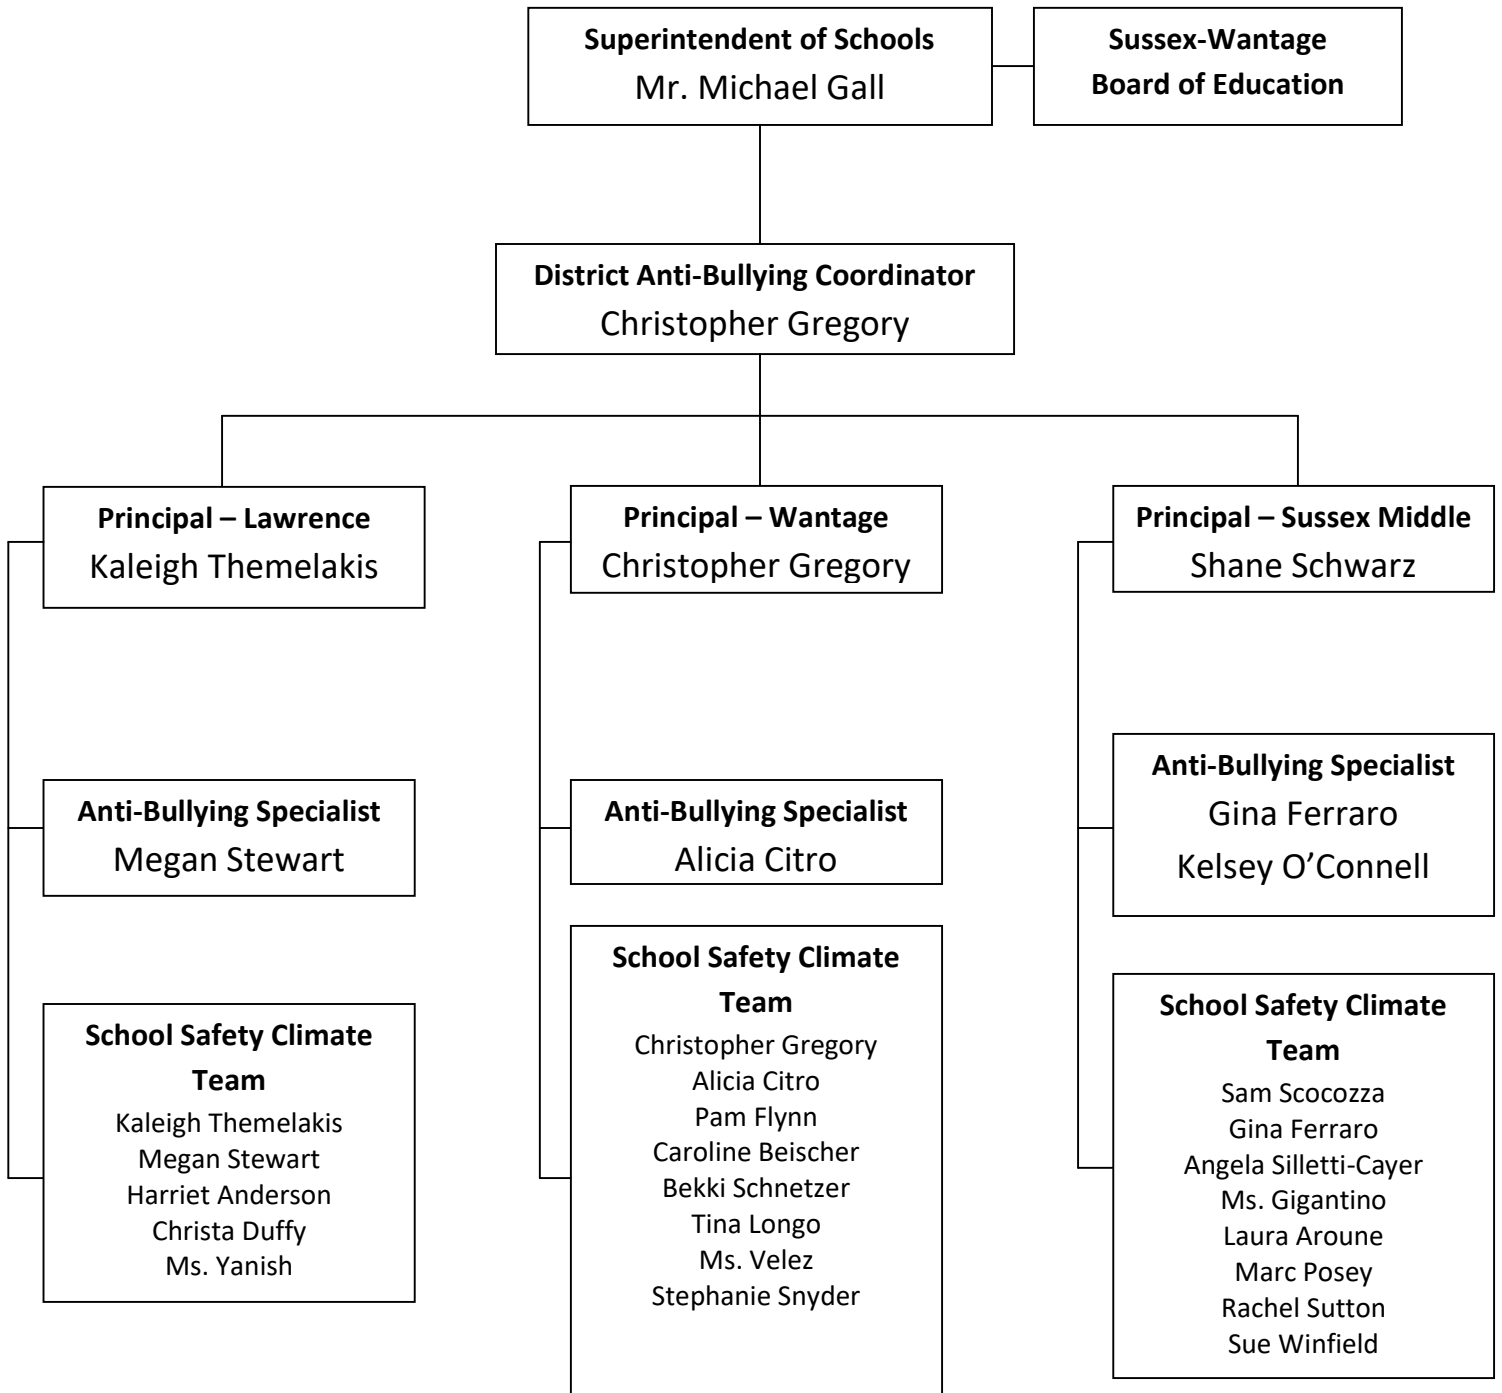 Superintendent of Schools
Mr. Michael Gall
Sussex-Wantage
Board of Education
District Anti-Bullying Coordinator
Christopher Gregory
Principal – Lawrence
Kaleigh Themelakis
Principal – Wantage
Christopher Gregory
Principal – Sussex Middle
Shane Schwarz
Anti-Bullying Specialist
Megan Stewart
Anti-Bullying Specialist
Alicia Citro
Anti-Bullying Specialist
Gina Ferraro
Kelsey O’Connell
School Safety Climate
Team
Kaleigh Themelakis
Megan Stewart
Harriet Anderson
Christa Duffy
Ms. Yanish
School Safety Climate
Team
Christopher Gregory
Alicia Citro
Pam Flynn
Caroline Beischer
Bekki Schnetzer
Tina Longo
Ms. Velez
Stephanie Snyder
School Safety Climate
Team
Sam Scocozza
Gina Ferraro
Angela Silletti-Cayer
Ms. Gigantino
Laura Aroune
Marc Posey
Rachel Sutton
Sue Winfield